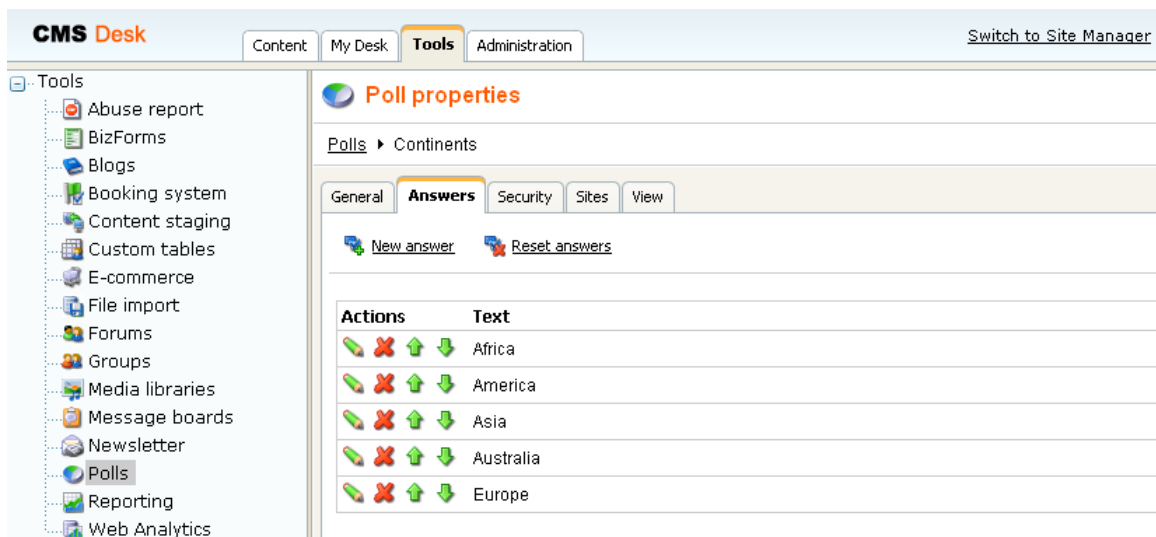 CMS Desk
Content My Desk Tools Administration
Switch to Site Manager
Tools
Abuse report
BizForms
Blogs
Booking system
Content staging
Custom tables
E-commerce
File import
Forums
Groups
Media libraries
Message boards
Newsletter
Polls
Reporting
Web Analytics
Poll properties
Polls Continents
General Answers Security Sites View
New answer Reset answers
Actions Text
Africa
America
Asia
Australia
Europe